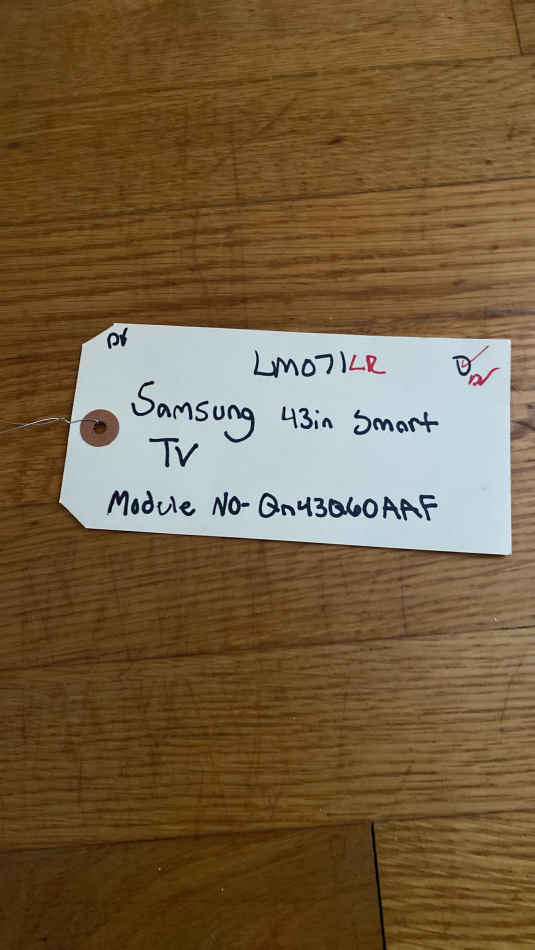 LM071LR
Samsung 43in Smart
TV
Module NO- Qn43Q60AAF